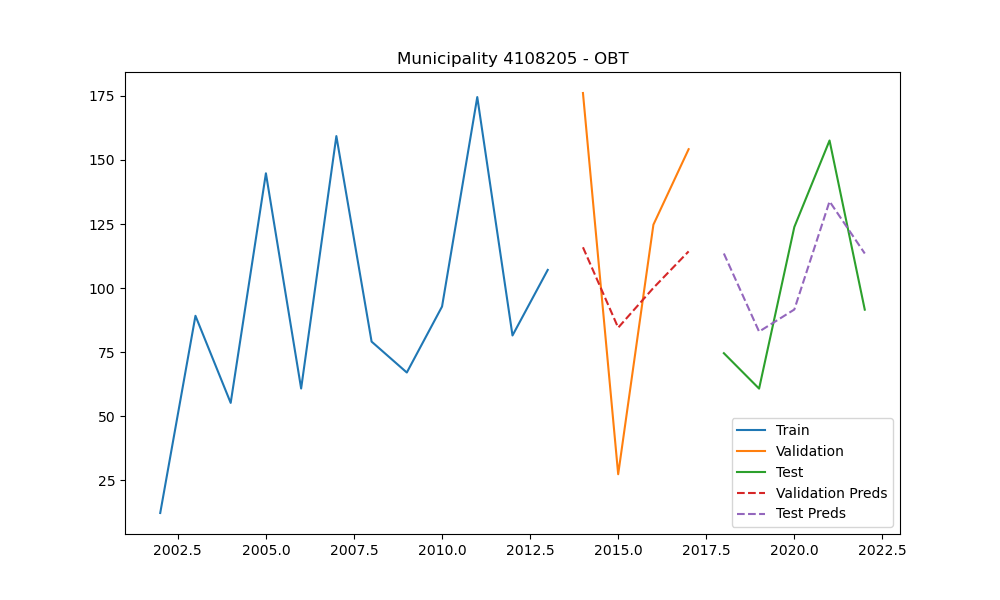 Municipality 4108205 - OBT
175
150
125
100
75
50
25
2002.5 2005.0 2007.5 2010.0 2012.5 2015.0 2017.5 2020.0 2022.5
Train
Validation
Test
Validation Preds
Test Preds